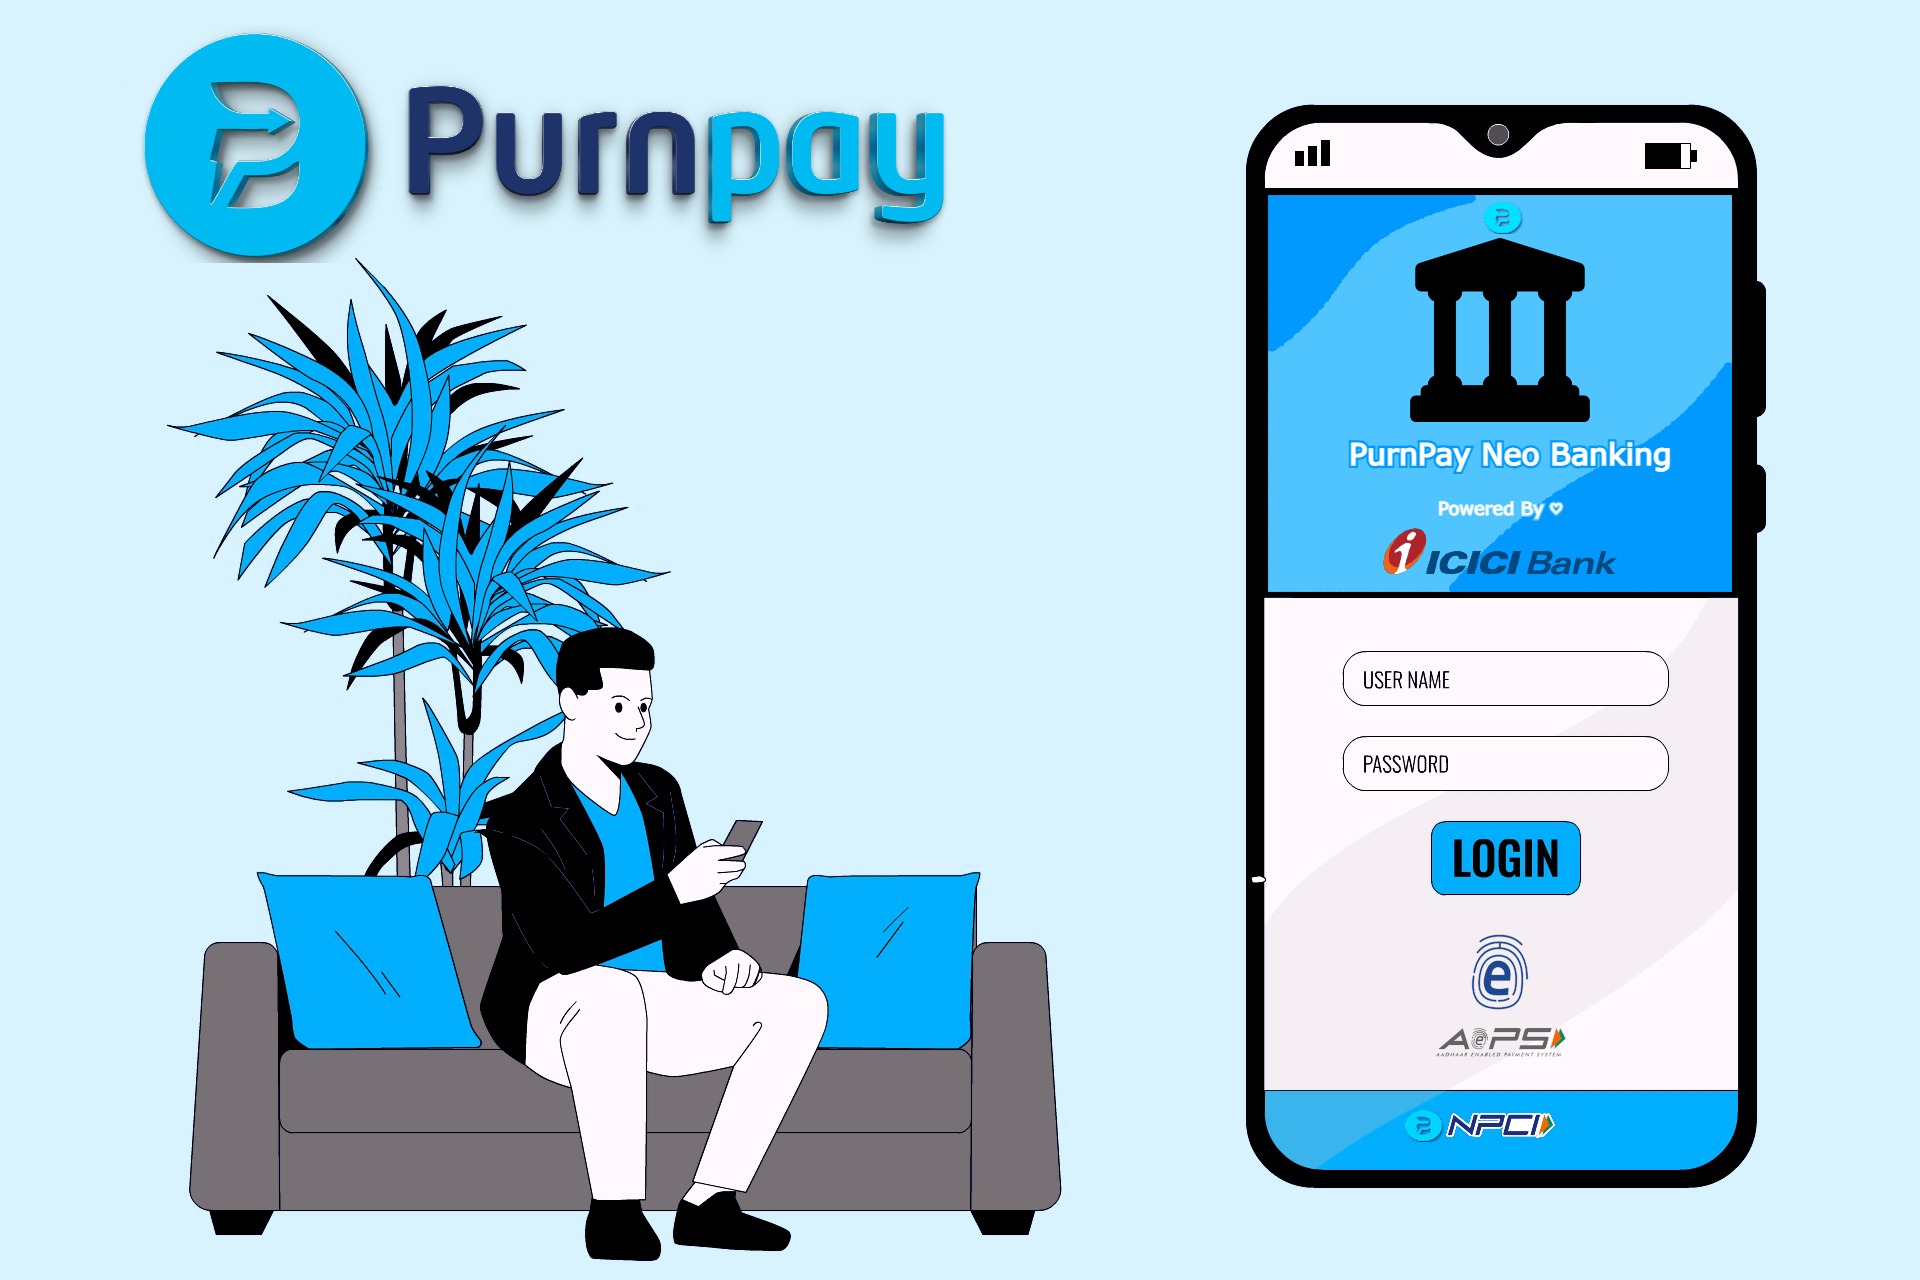 Purnpay
PurnPay Neo Banking
Powered By ♡
ICICI Bank
USER NAME
PASSWORD
LOGIN
e
AePS
AADHAAR ENABLED PAYMENT SYSTEM
NPCI